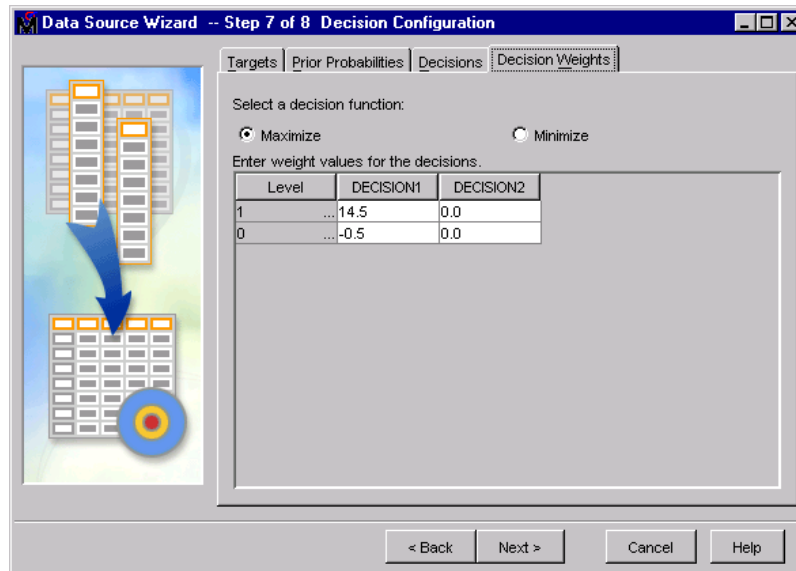 Data Source Wizard -- Step 7 of 8 Decision Configuration
Targets Prior Probabilities Decisions Decision Weights
Select a decision function:
Maximize Minimize
Enter weight values for the decisions.
Level DECISION1 DECISION2
1 ... 14.5 0.0
0 ... -0.5 0.0
< Back Next > Cancel Help